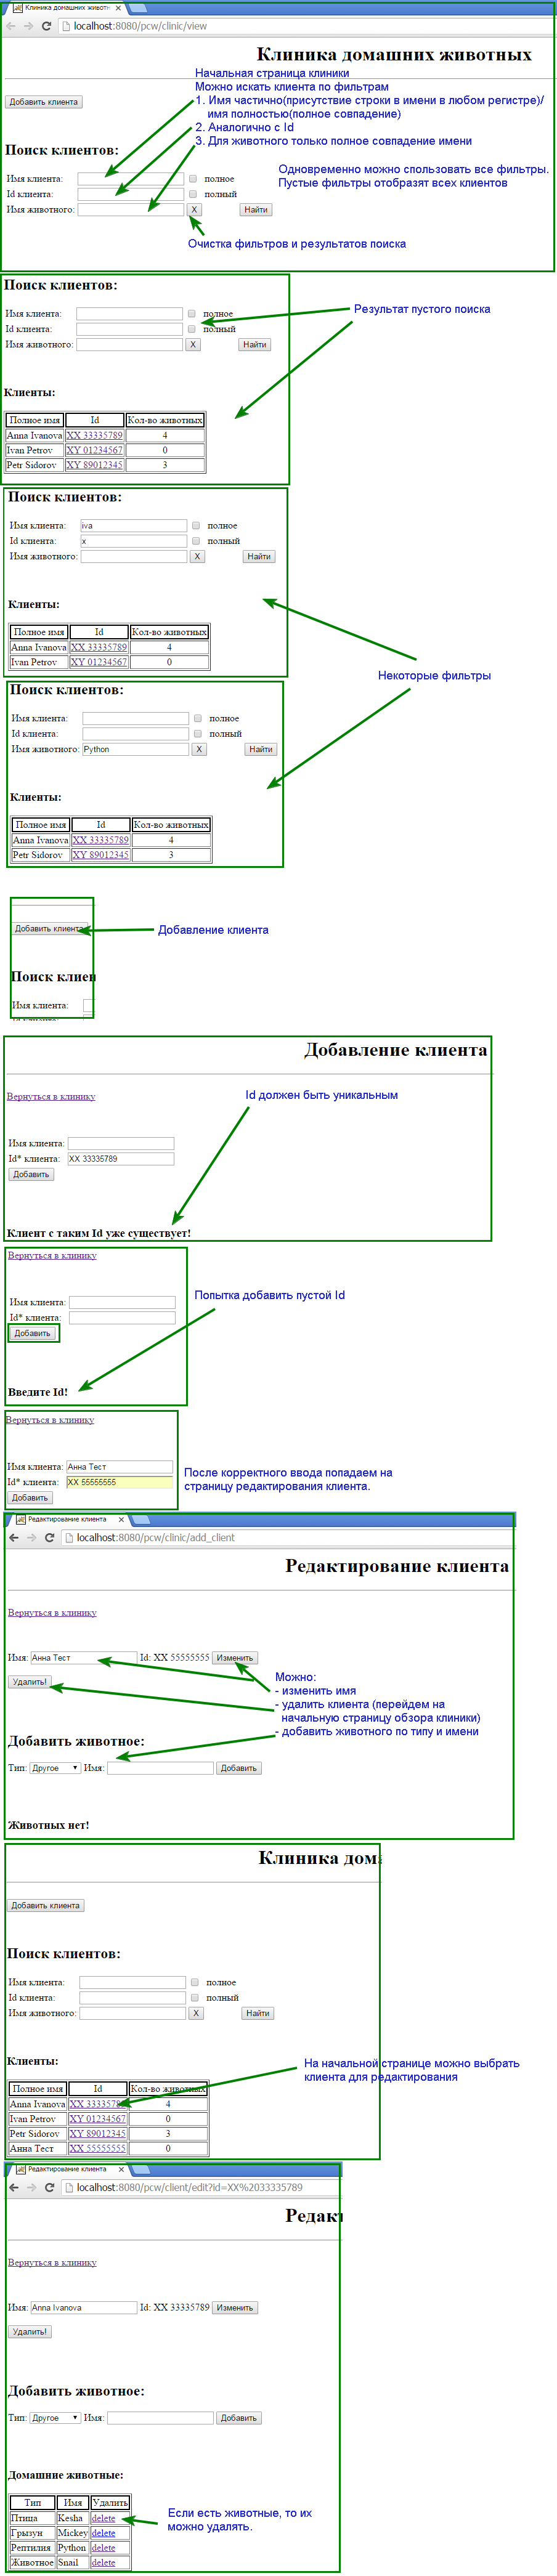 Клиника домашних животн
localhost:8080/pcw/clinic/view
Клиника домашних животных
Начальная страница клиники
Можно искать клиента по фильтрам
1. Имя частично(присутствие строки в имени в любом регистре)/
имя полностью(полное совпадение)
2. Аналогично с Id
3. Для животного только полное совпадение имени
Добавить клиента
Поиск клиентов:
Одновременно можно спользовать все фильтры.
Пустые фильтры отобразят всех клиентов
Имя клиента: полное
Id клиента: полный
Имя животного: X Найти
Очистка фильтров и результатов поиска
Поиск клиентов:
Имя клиента: полное
Id клиента: полный
Имя животного: X Найти
Результат пустого поиска
Клиенты:
Полное имя Id Кол-во животных
Anna Ivanova XX 33335789 4
Ivan Petrov XY 01234567 0
Petr Sidorov XY 89012345 3
Поиск клиентов:
Имя клиента: iva полное
Id клиента: x полный
Имя животного: X Найти
Клиенты:
Полное имя Id Кол-во животных
Anna Ivanova XX 33335789 4
Ivan Petrov XY 01234567 0
Некоторые фильтры
Поиск клиентов:
Имя клиента: полное
Id клиента: полный
Имя животного: Python X Найти
Клиенты:
Полное имя Id Кол-во животных
Anna Ivanova XX 33335789 4
Petr Sidorov XY 89012345 3
Добавить клиента
Добавление клиента
Поиск клиен
Имя клиента:
Id клиента:
Добавление клиента
Вернуться в клинику
Id должен быть уникальным
Имя клиента:
Id* клиента: XX 33335789
Добавить
Клиент с таким Id уже существует!
Вернуться в клинику
Попытка добавить пустой Id
Имя клиента:
Id* клиента:
Добавить
Введите Id!
Вернуться в клинику
Имя клиента: Анна Тест
Id* клиента: XX 55555555
Добавить
После корректного ввода попадаем на
страницу редактирования клиента.
Редактирование клиента
localhost:8080/pcw/clinic/add_client
Редактирование клиента
Вернуться в клинику
Имя: Анна Тест Id: XX 55555555 Изменить
Удалить!
Можно:
- изменить имя
- удалить клиента (перейдем на
начальную страницу обзора клиники)
- добавить животного по типу и имени
Добавить животное:
Тип: Другое Имя: Добавить
Животных нет!
Клиника дома
Добавить клиента
Поиск клиентов:
Имя клиента: полное
Id клиента: полный
Имя животного: X Найти
Клиенты:
На начальной странице можно выбрать
клиента для редактирования
Полное имя Id Кол-во животных
Anna Ivanova XX 33335789 4
Ivan Petrov XY 01234567 0
Petr Sidorov XY 89012345 3
Анна Тест XX 55555555 0
Редактирование клиента
localhost:8080/pcw/client/edit?id=XX%2033335789
Редакт
Вернуться в клинику
Имя: Anna Ivanova Id: XX 33335789 Изменить
Удалить!
Добавить животное:
Тип: Другое Имя: Добавить
Домашние животные:
Тип Имя Удалить
Птица Kesha delete
Грызун Mickey delete
Рептилия Python delete
Животное Snail delete
Если есть животные, то их
можно удалять.